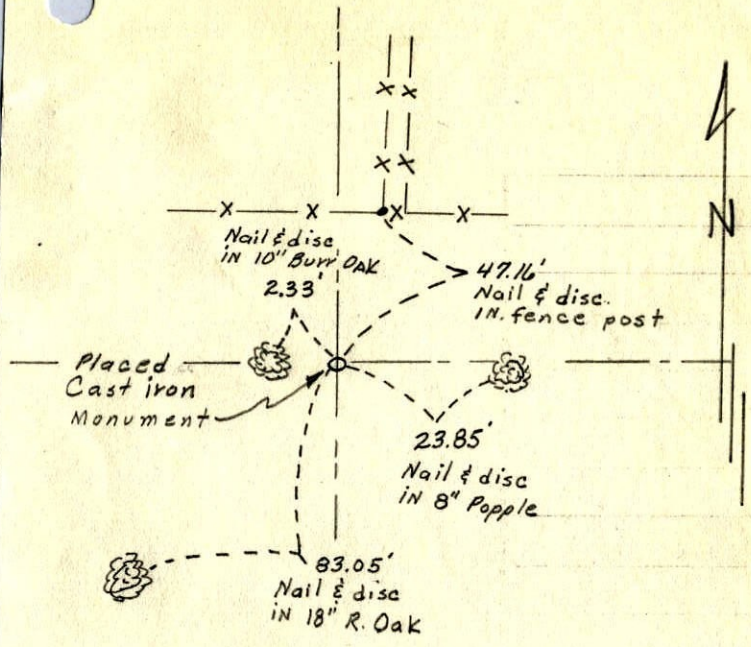 N
Nail & disc
in 10" Burr OAK
2.33'
47.16'
Nail & disc.
IN. fence post
Placed
Cast iron
Monument
23.85'
Nail & disc
in 8" Popple
83.05'
Nail & disc
in 18" R. Oak